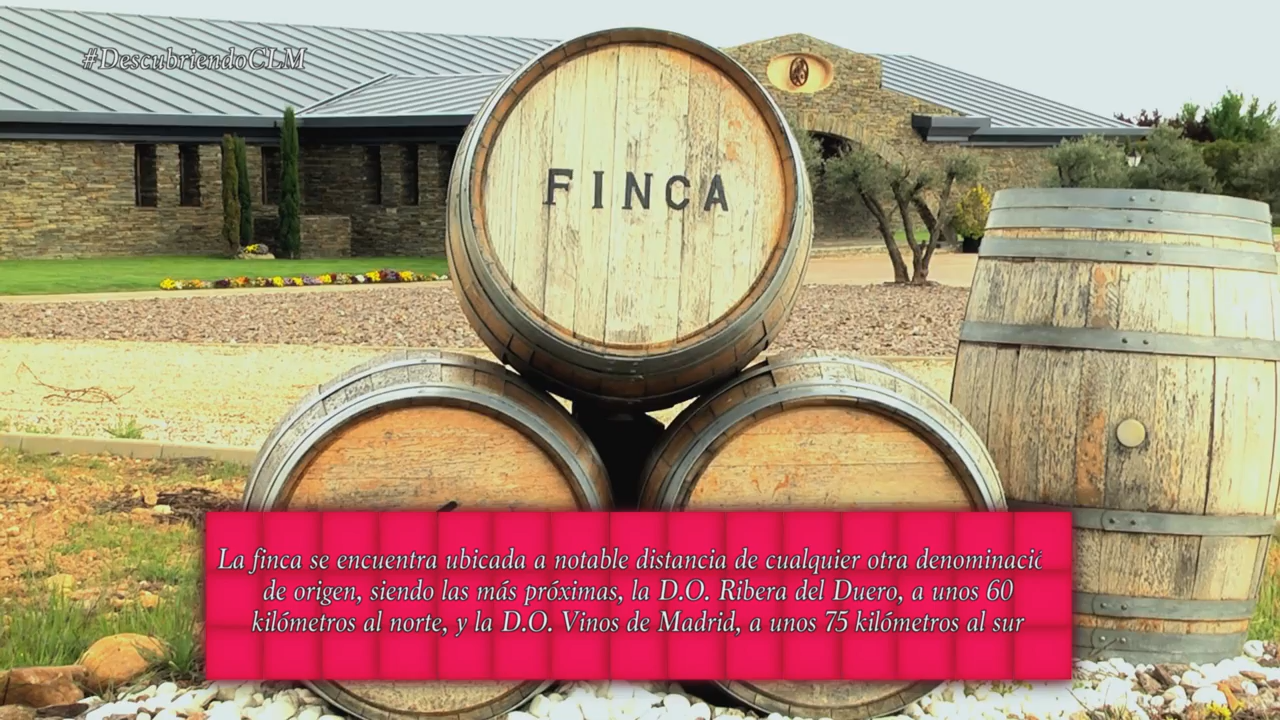 #DescubriendoCLM
FINCA
La finca se encuentra ubicada a notable distancia de cualquier otra denominació
de origen, siendo las más próximas, la D.O. Ribera del Duero, a unos 60
kilómetros al norte, y la D.O. Vinos de Madrid, a unos 75 kilómetros al sur